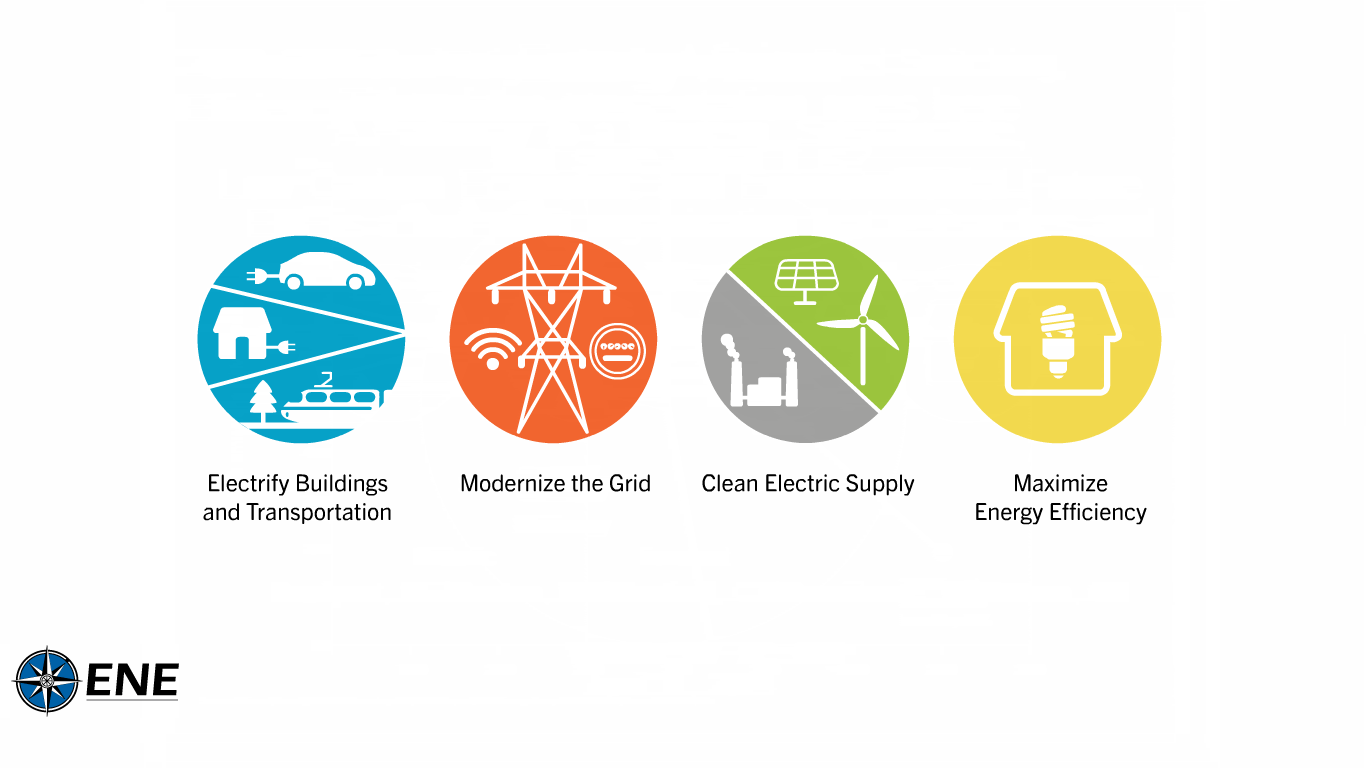 Electrify Buildings
and Transportation
Modernize the Grid
Clean Electric Supply
Maximize
Energy Efficiency
ENE